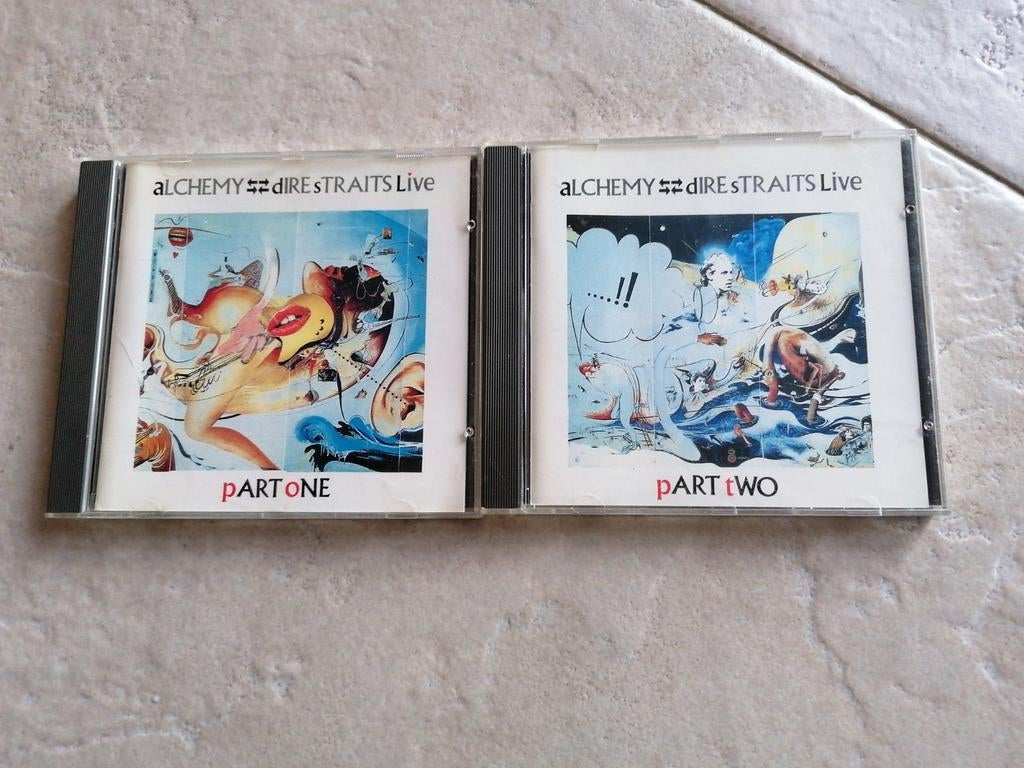 aLCHEMY ⇆ dIRE sTRAITS Live
pART oNE
aLCHEMY ⇆ dIRE sTRAITS Live
.....!!
pART tWO